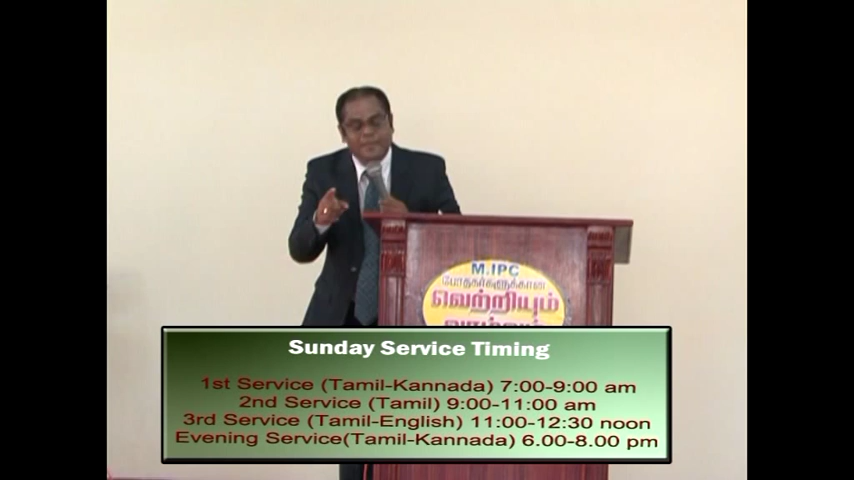 M.IPC
போதகர்களுக்கான
வெற்றியும்
வாழ்வும்
Sunday Service Timing
1st Service (Tamil-Kannada) 7:00-9:00 am
2nd Service (Tamil) 9:00-11:00 am
3rd Service (Tamil-English) 11:00-12:30 noon
Evening Service(Tamil-Kannada) 6.00-8.00 pm